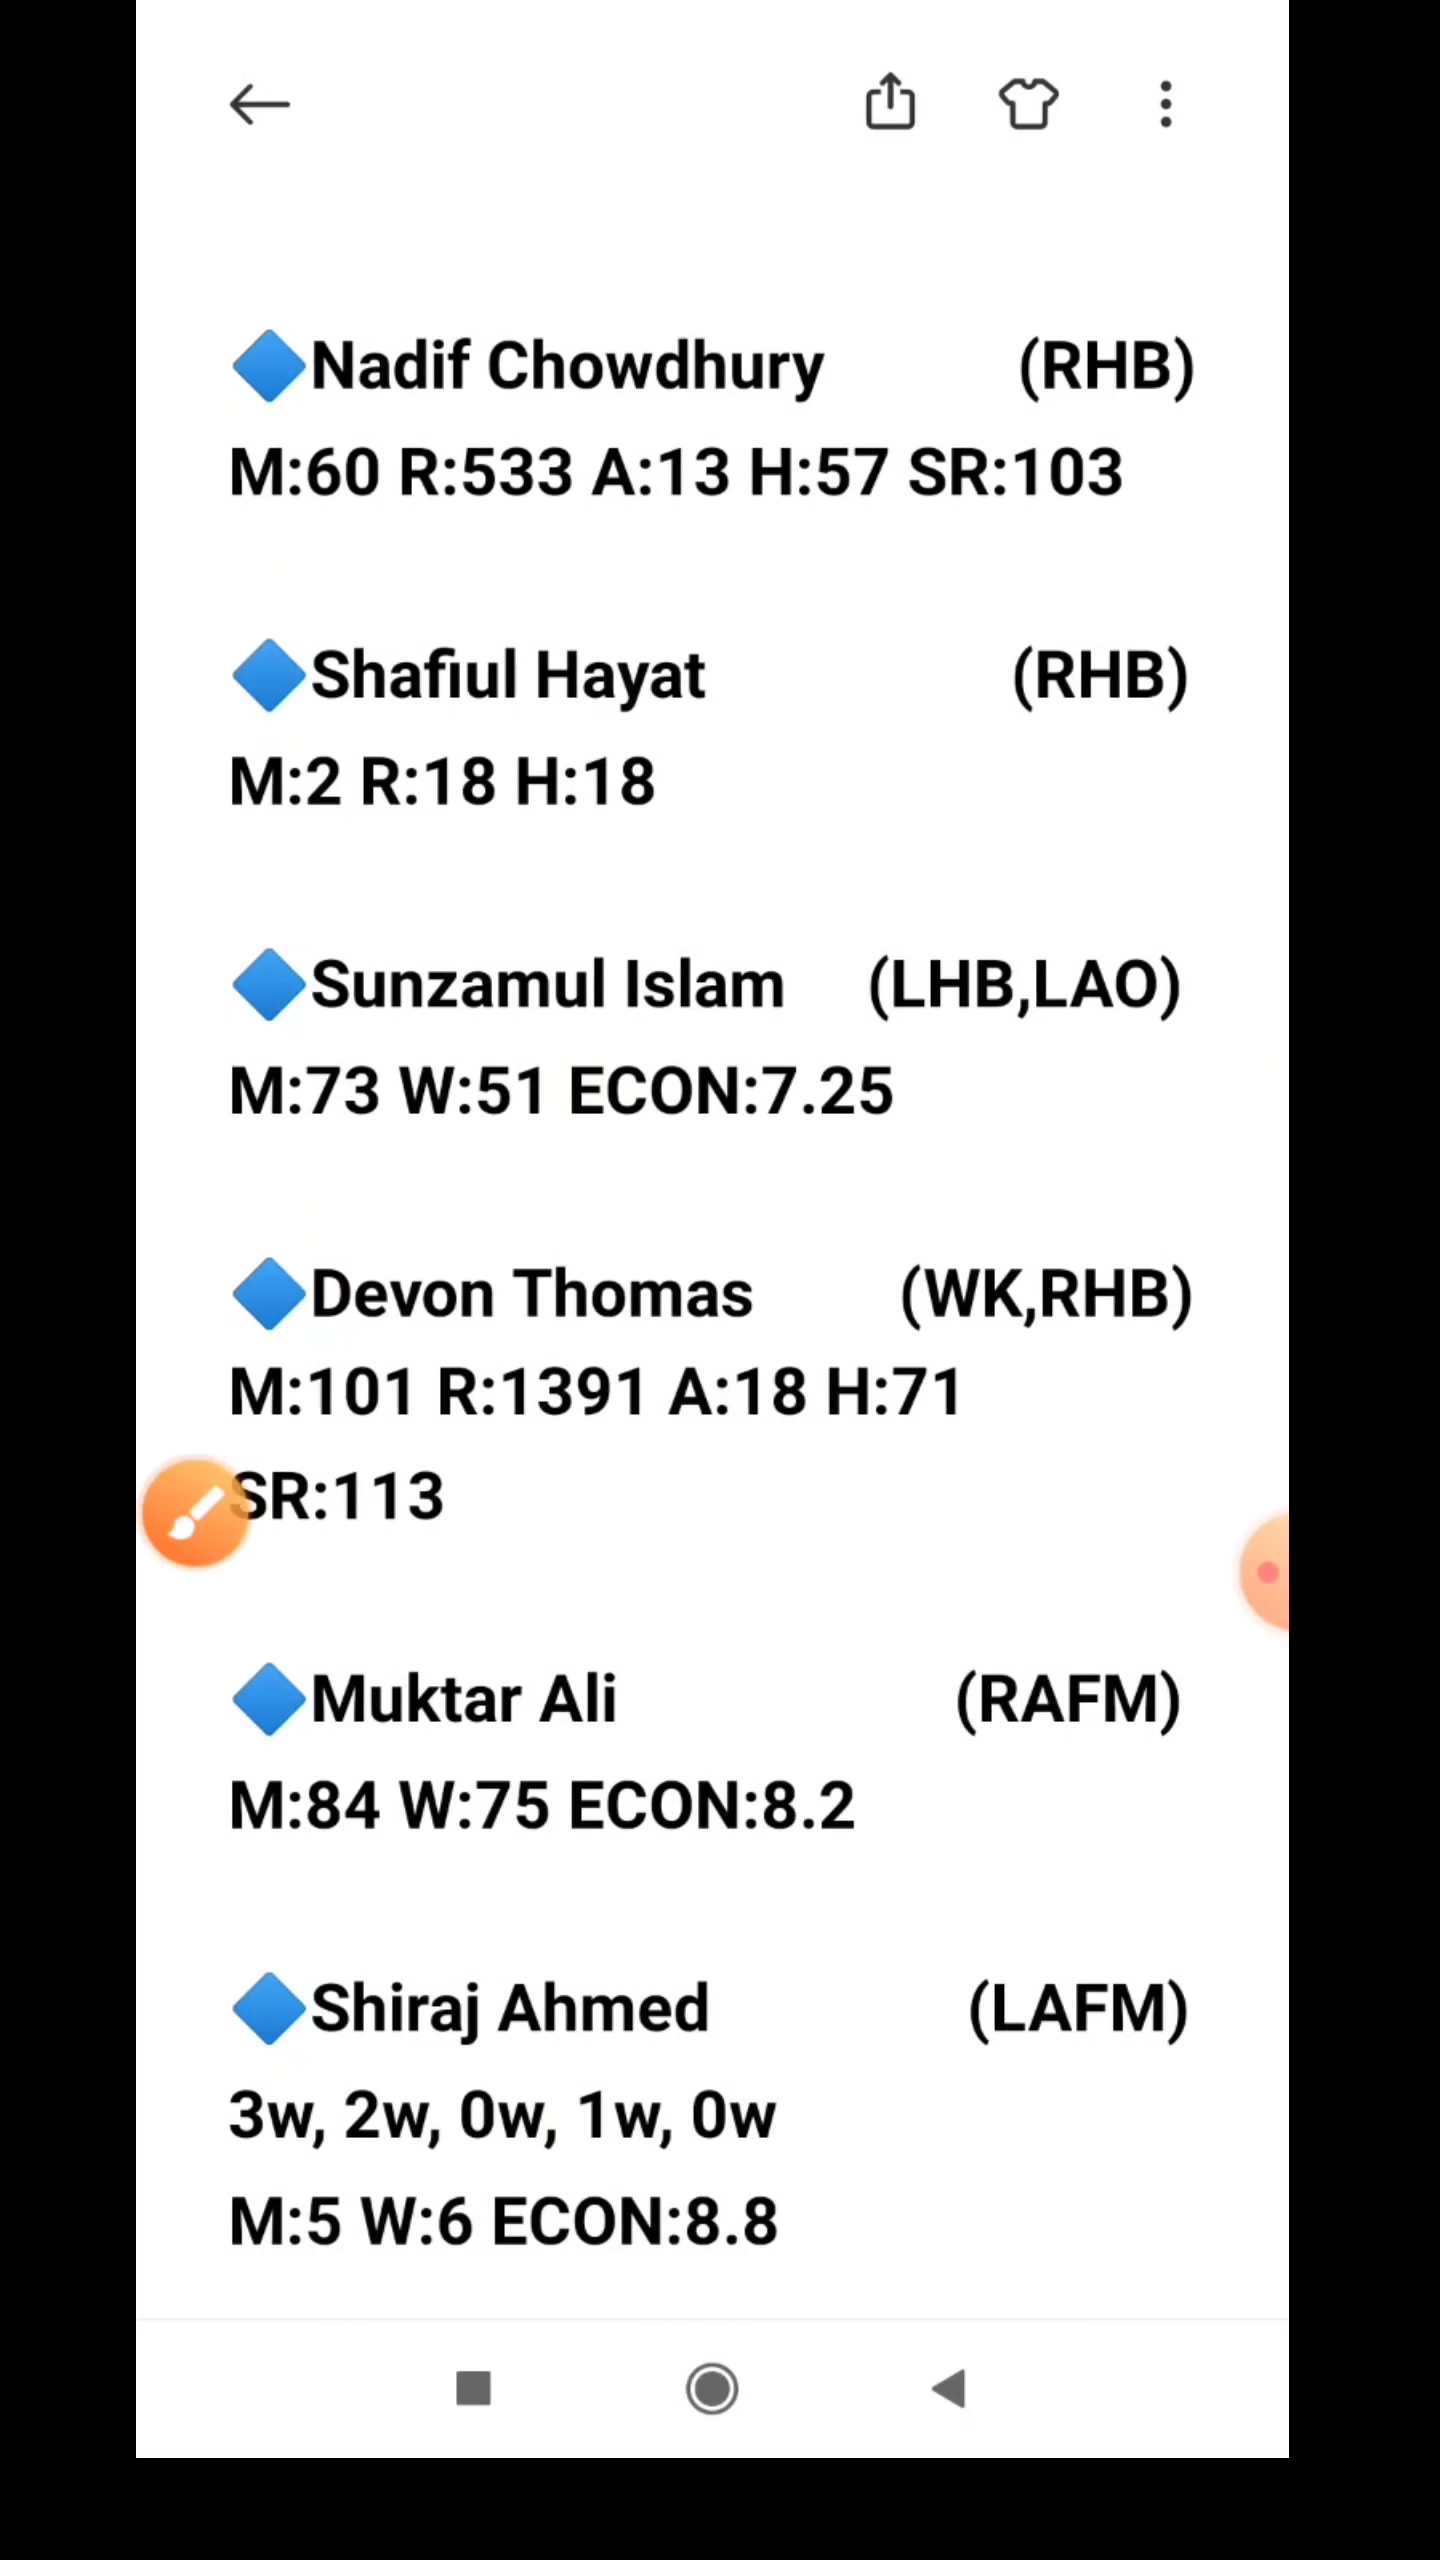 🔷Nadif Chowdhury (RHB)
M:60 R:533 A:13 H:57 SR:103
🔷Shafiul Hayat (RHB)
M:2 R:18 H:18
🔷Sunzamul Islam (LHB,LAO)
M:73 W:51 ECON:7.25
🔷Devon Thomas (WK,RHB)
M:101 R:1391 A:18 H:71
SR:113
🔷Muktar Ali (RAFM)
M:84 W:75 ECON:8.2
🔷Shiraj Ahmed (LAFM)
3w, 2w, 0w, 1w, 0w
M:5 W:6 ECON:8.8